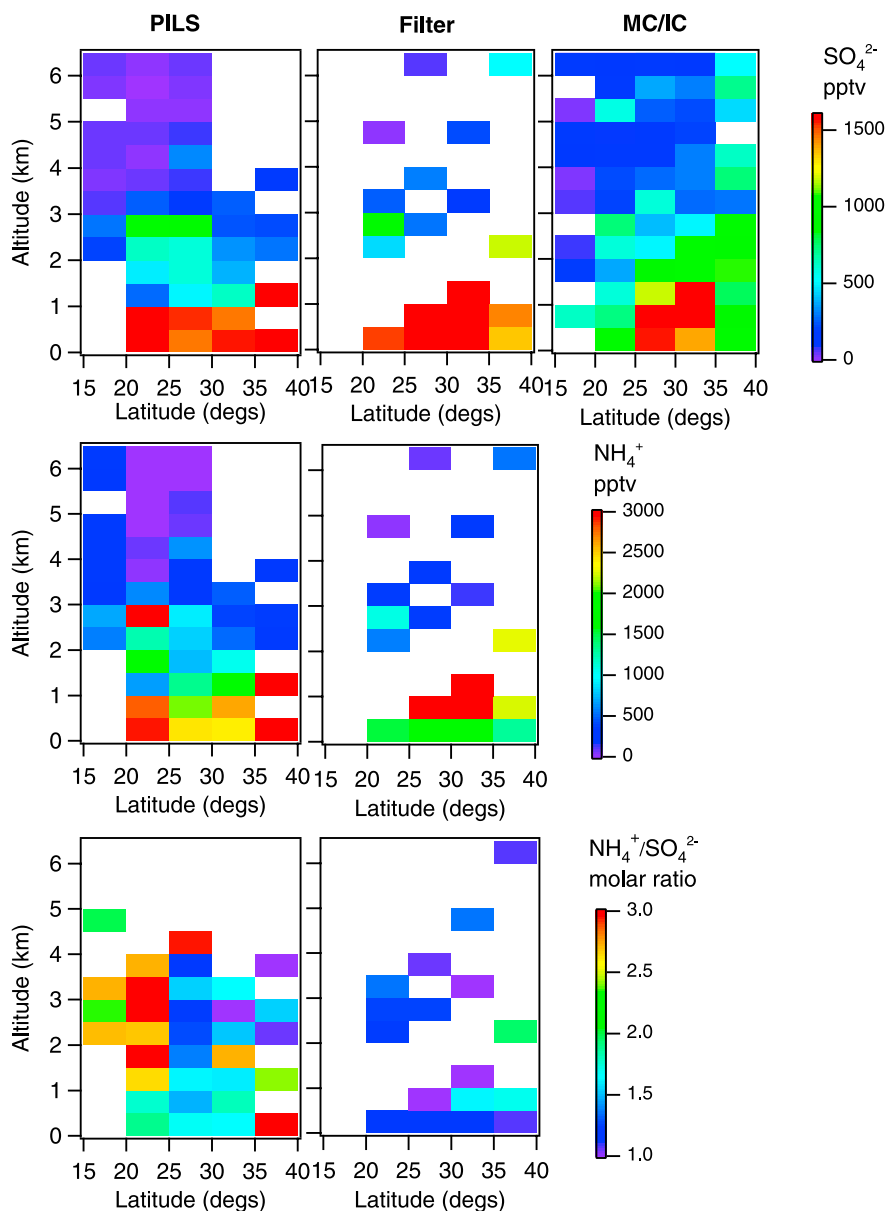 PILS Filter MC/IC
SO₄²⁻
pptv
1500
1000
500
0
Altitude (km)
6
5
4
3
2
1
0
15 20 25 30 35 40
15 20 25 30 35 40
15 20 25 30 35 40
Latitude (degs) Latitude (degs) Latitude (degs)
NH₄⁺
pptv
3000
2500
2000
1500
1000
500
0
Altitude (km)
6
5
4
3
2
1
0
15 20 25 30 35 40
15 20 25 30 35 40
Latitude (degs) Latitude (degs)
NH₄⁺/SO₄²⁻
molar ratio
3.0
2.5
2.0
1.5
1.0
Altitude (km)
6
5
4
3
2
1
0
15 20 25 30 35 40
15 20 25 30 35 40
Latitude (degs) Latitude (degs)